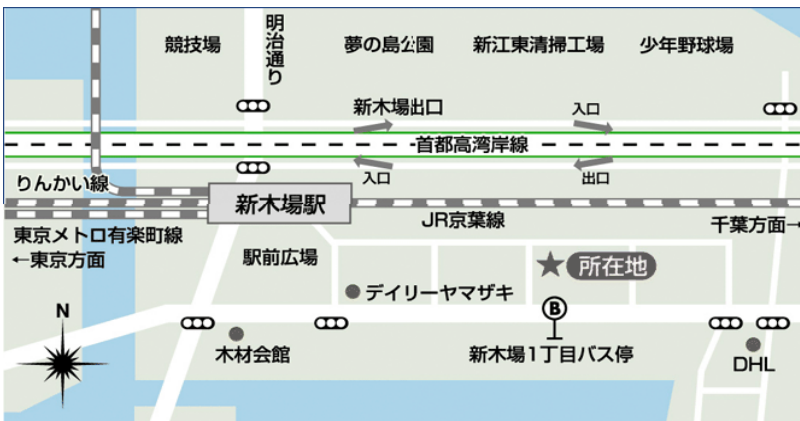 競技場
明治通り
夢の島公園
新江東清掃工場
少年野球場
新木場出口
入口
首都高湾岸線
入口
出口
りんかい線
新木場駅
JR京葉線
千葉方面→
東京メトロ有楽町線
←東京方面
駅前広場
所在地
デイリーヤマザキ
B
N
木材会館
新木場1丁目バス停
DHL